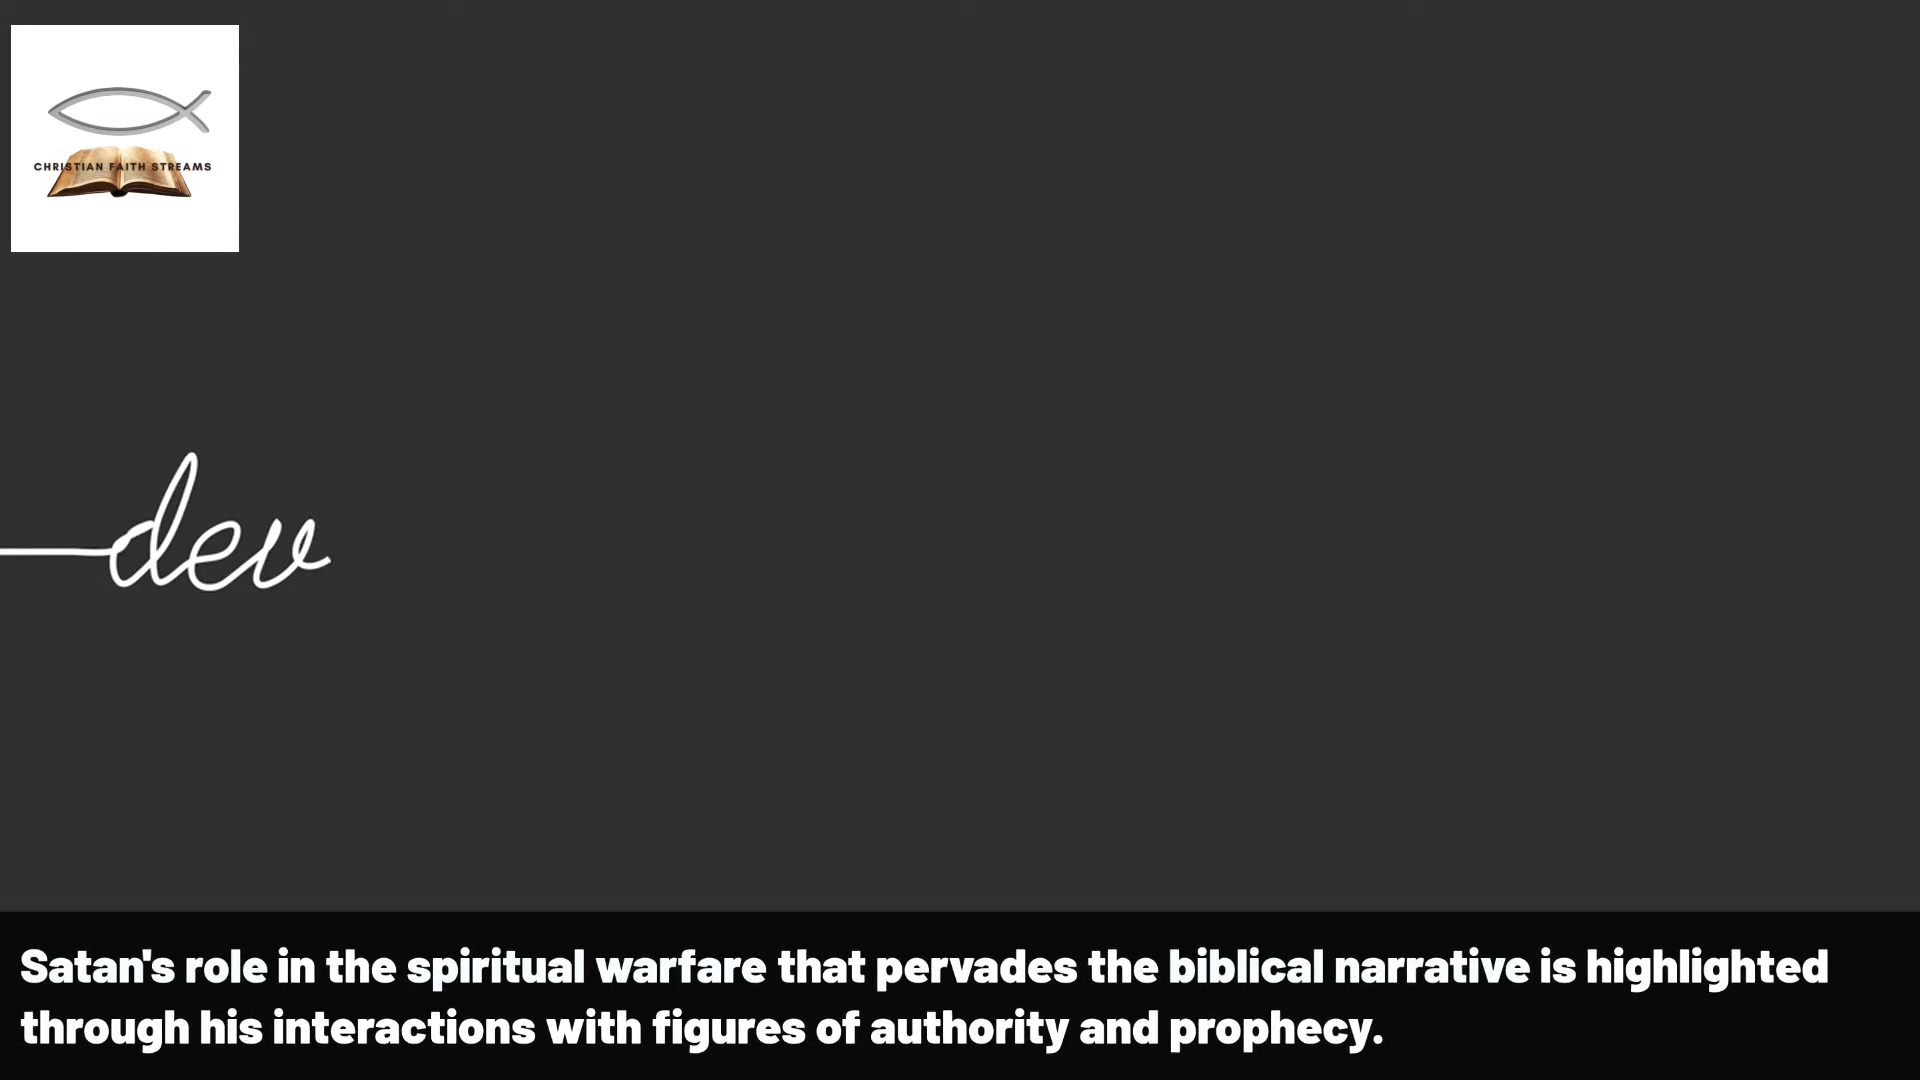 CHRISTIAN FAITH STREAMS
dev
Satan's role in the spiritual warfare that pervades the biblical narrative is highlighted
through his interactions with figures of authority and prophecy.